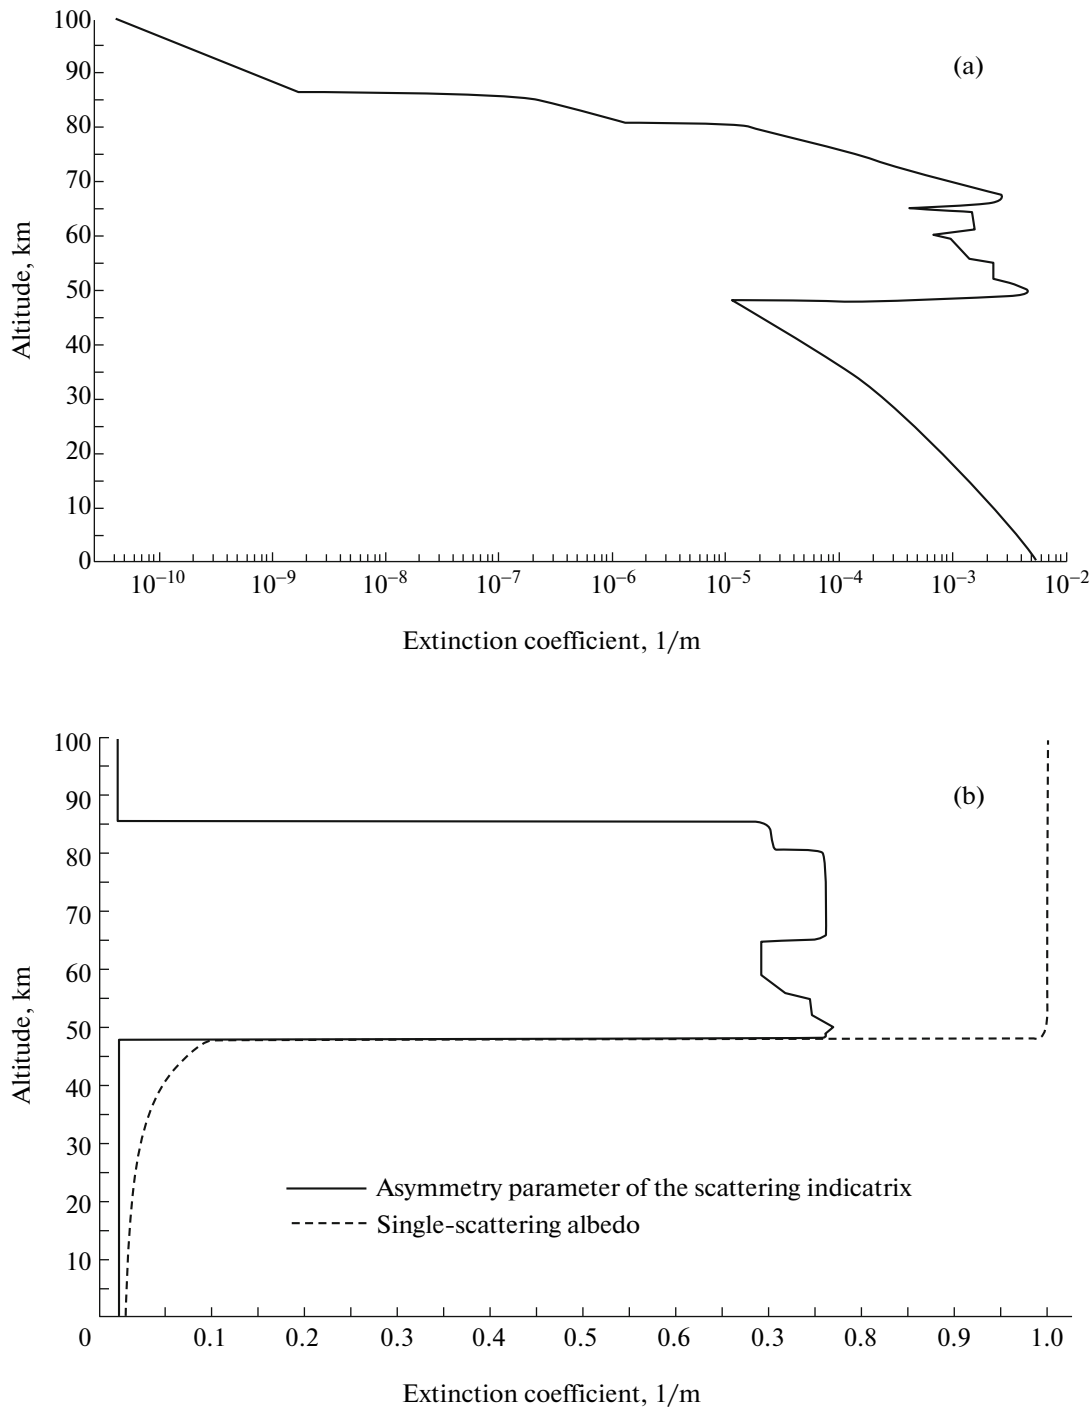 100
(a)
90
80
70
60
50
40
30
20
10
0
Altitude, km
10⁻¹⁰ 10⁻⁹ 10⁻⁸ 10⁻⁷ 10⁻⁶ 10⁻⁵ 10⁻⁴ 10⁻³ 10⁻²
Extinction coefficient, 1/m
100
(b)
90
80
70
60
50
40
30
20
10
Altitude, km
Asymmetry parameter of the scattering indicatrix
Single-scattering albedo
0 0.1 0.2 0.3 0.4 0.5 0.6 0.3 0.8 0.9 1.0
Extinction coefficient, 1/m